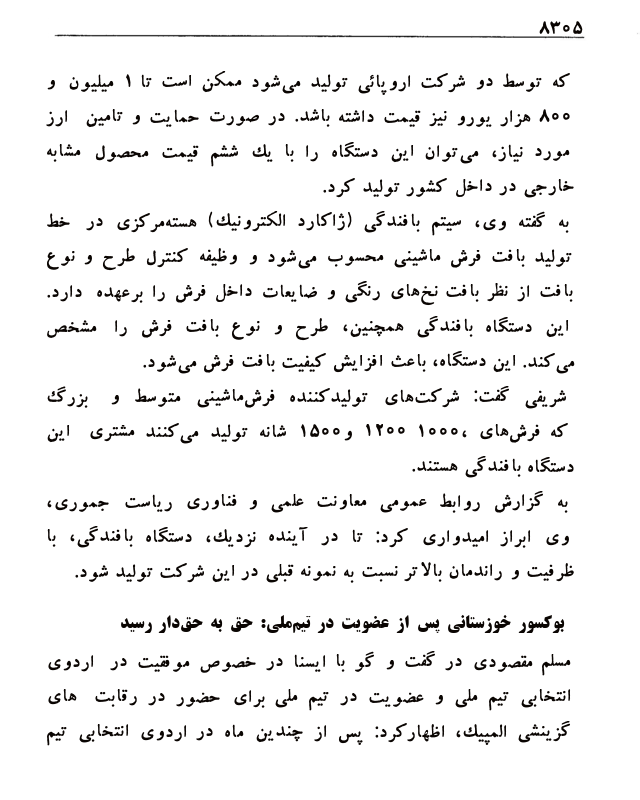 ۸۳۰۵
که توسط دو شرکت اروپائی تولید می‌شود ممکن است تا ۱ میلیون و
۸۰۰ هزار یورو نیز قیمت داشته باشد. در صورت حمایت و تامین ارز
مورد نیاز، می‌توان این دستگاه را با یك ششم قیمت محصول مشابه
خارجی در داخل کشور تولید کرد.
به گفته وی، سیتم بافندگی (ژاکارد الکترونیك) هسته‌مرکزی در خط
تولید بافت فرش ماشینی محسوب می‌شود و وظیفه کنترل طرح و نوع
بافت از نظر بافت نخ‌های رنگی و ضایعات داخل فرش را برعهده دارد.
این دستگاه بافندگی همچنین، طرح و نوع بافت فرش را مشخص
می‌کند. این دستگاه، باعث افزایش کیفیت بافت فرش می‌شود.
شریفی گفت: شرکت‌های تولیدکننده فرش‌ماشینی متوسط و بزرگ
که فرش‌های ،۱۰۰۰ ۱۲۰۰ و۱۵۰۰ شانه تولید می‌کنند مشتری این
دستگاه بافندگی هستند.
به گزارش روابط عمومی معاونت علمی و فناوری ریاست جموری،
وی ابراز امیدواری کرد: تا در آینده نزدیك، دستگاه بافندگی، با
ظرفیت و راندمان بالاتر نسبت به نمونه قبلی در این شرکت تولید شود.
بوکسور خوزستانی پس از عضویت در تیم‌ملی: حق به حق‌دار رسید
مسلم مقصودی در گفت و گو با ایسنا در خصوص موفقیت در اردوی
انتخابی تیم ملی و عضویت در تیم ملی برای حضور در رقابت های
گزینشی المپیك، اظهارکرد: پس از چندین ماه در اردوی انتخابی تیم